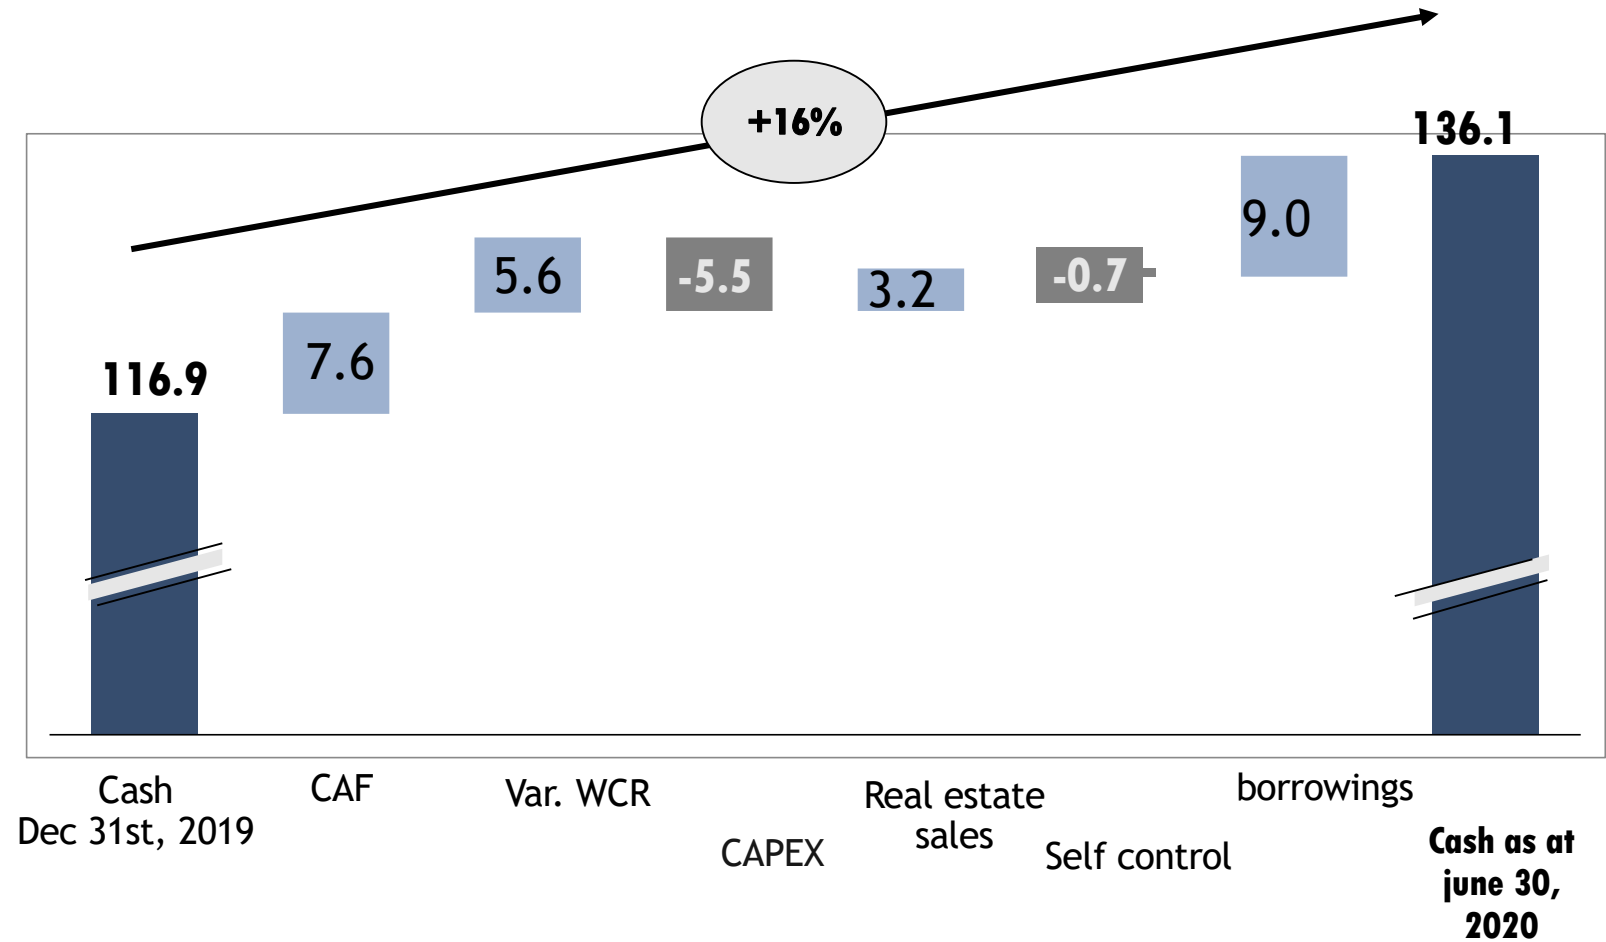 +16%
136.1
9.0
5.6
-5.5
3.2
-0.7
7.6
116.9
Cash
Dec 31st, 2019
CAF
Var. WCR
CAPEX
Real estate
sales
Self control
borrowings
Cash as at
june 30,
2020